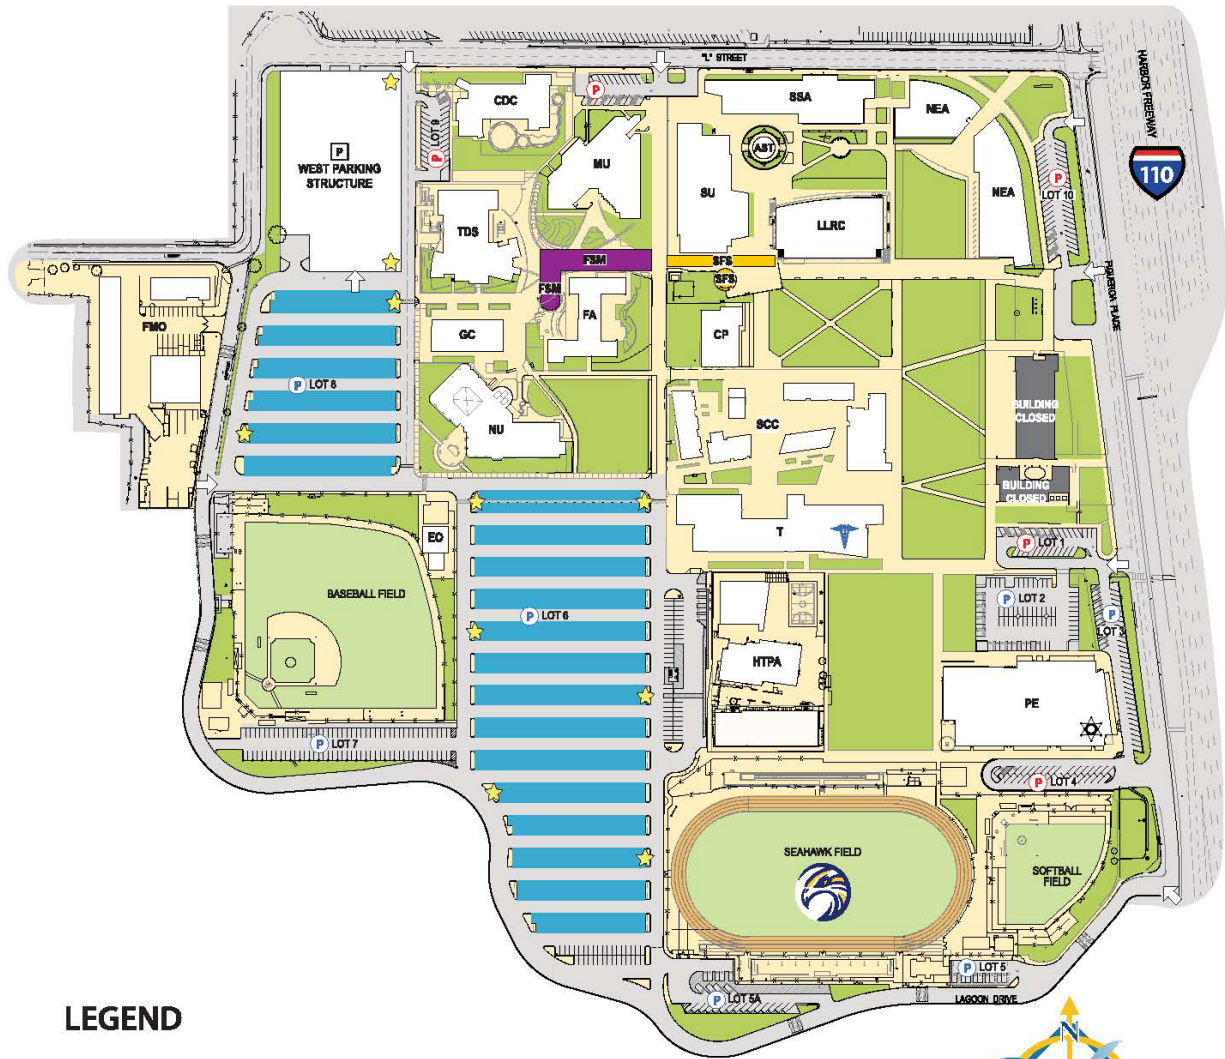 "L" STREET
HARBOR FREEWAY
110
P
CDC
SSA
NEA
LOT 9
P
P
WEST PARKING
STRUCTURE
MU
AST
SU
NEA
P
LOT 10
TDS
LLRC
FSM
SFS
SFS
FSM
FIGUEROA PLACE
FMO
GC
FA
CP
P LOT 8
BUILDING
CLOSED
NU
SCC
BUILDING
CLOSED
EO
T
P LOT 1
BASEBALL FIELD
P LOT 6
P LOT 2
P
LOT 3
HTPA
PE
P LOT 7
P LOT 4
SEAHAWK FIELD
SOFTBALL
FIELD
P LOT 5
P LOT 5A
LAGOON DRIVE
LEGEND
N